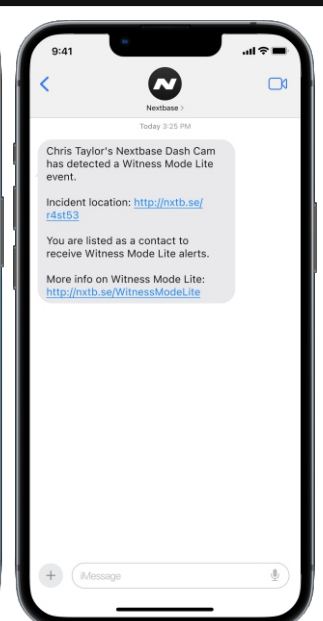 9:41
Nextbase >
Today 3:25 PM
Chris Taylor's Nextbase Dash Cam
has detected a Witness Mode Lite
event.
Incident location: http://nxtb.se/
r4st53
You are listed as a contact to
receive Witness Mode Lite alerts.
More info on Witness Mode Lite:
http://nxtb.se/WitnessModeLite
iMessage